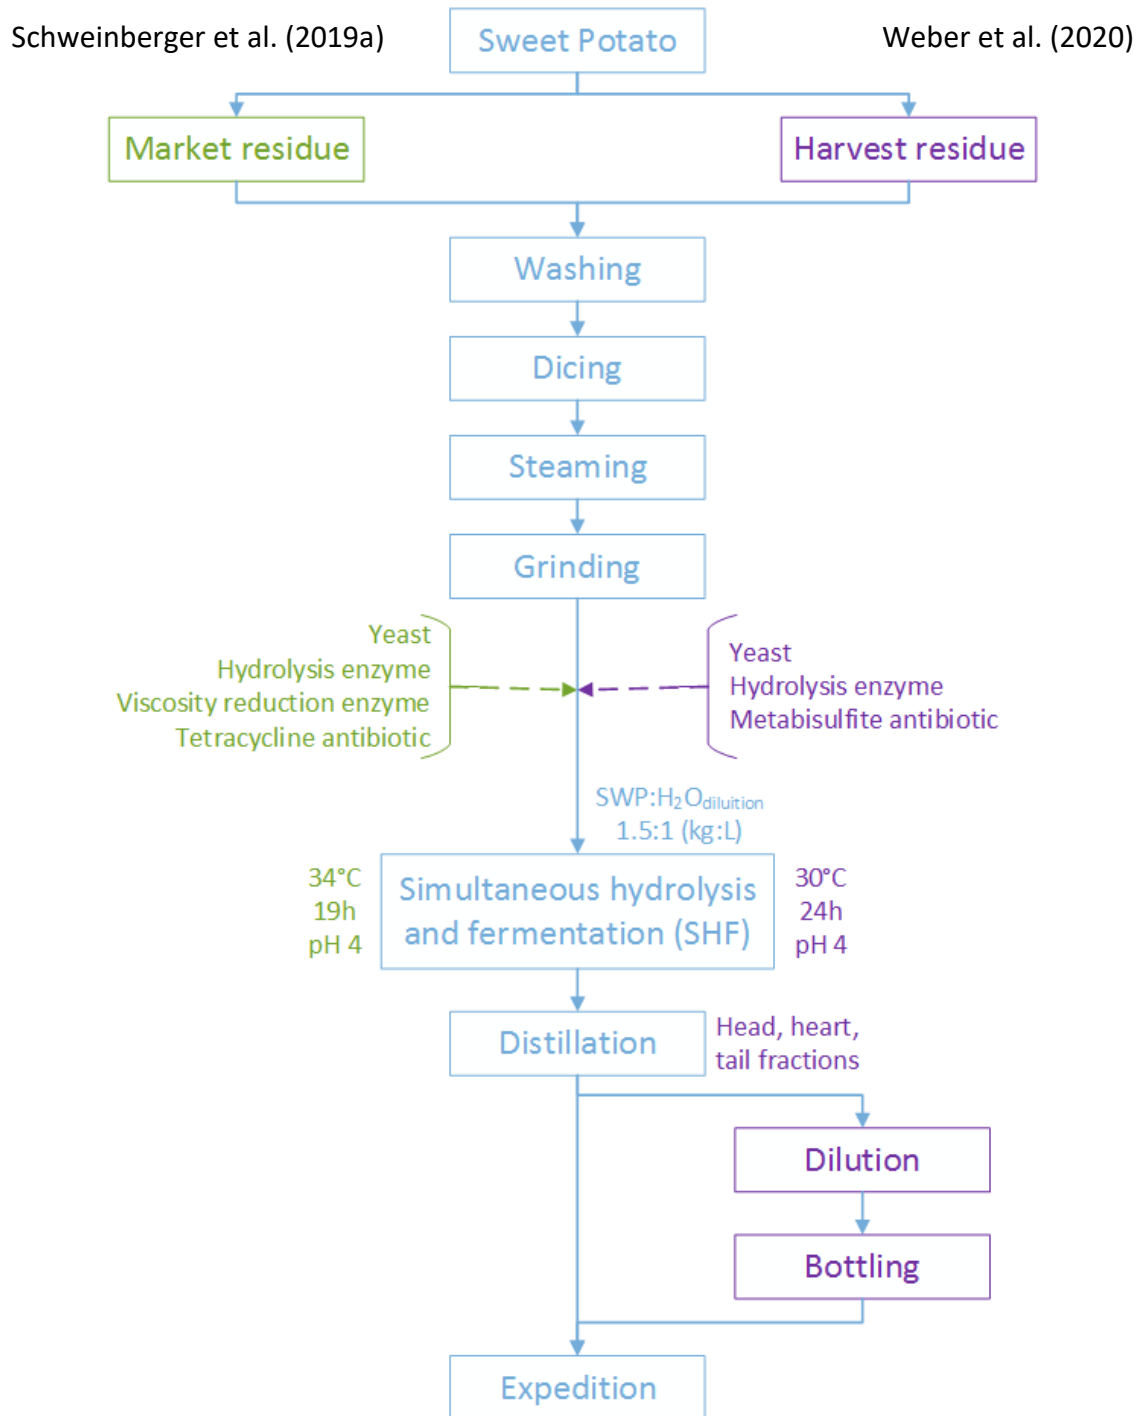 Schweinberger et al. (2019a)
Sweet Potato
Weber et al. (2020)
Market residue
Harvest residue
Washing
Dicing
Steaming
Grinding
Yeast
Hydrolysis enzyme
Viscosity reduction enzyme
Tetracycline antibiotic
Yeast
Hydrolysis enzyme
Metabisulfite antibiotic
SWP:H₂Odiluition
1.5:1 (kg:L)
34°C
19h
pH 4
Simultaneous hydrolysis
and fermentation (SHF)
30°C
24h
pH 4
Distillation
Head, heart,
tail fractions
Dilution
Bottling
Expedition